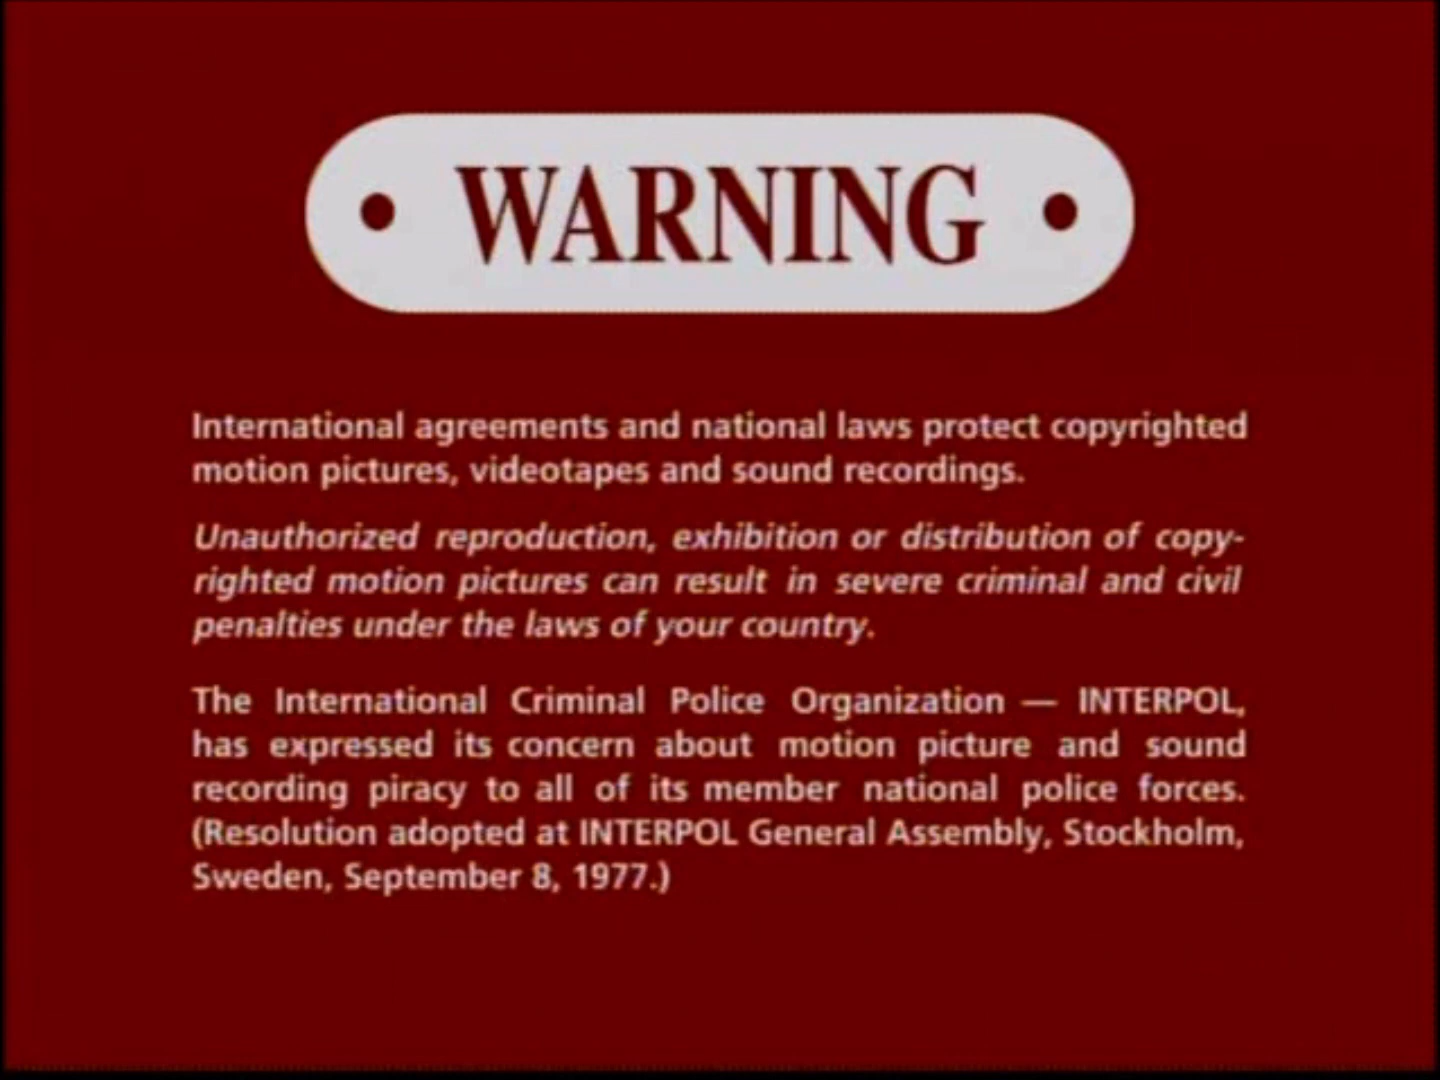 WARNING
International agreements and national laws protect copyrighted
motion pictures, videotapes and sound recordings.
Unauthorized reproduction, exhibition or distribution of copy-
righted motion pictures can result in severe criminal and civil
penalties under the laws of your country.
The International Criminal Police Organization — INTERPOL,
has expressed its concern about motion picture and sound
recording piracy to all of its member national police forces.
(Resolution adopted at INTERPOL General Assembly, Stockholm,
Sweden, September 8, 1977.)